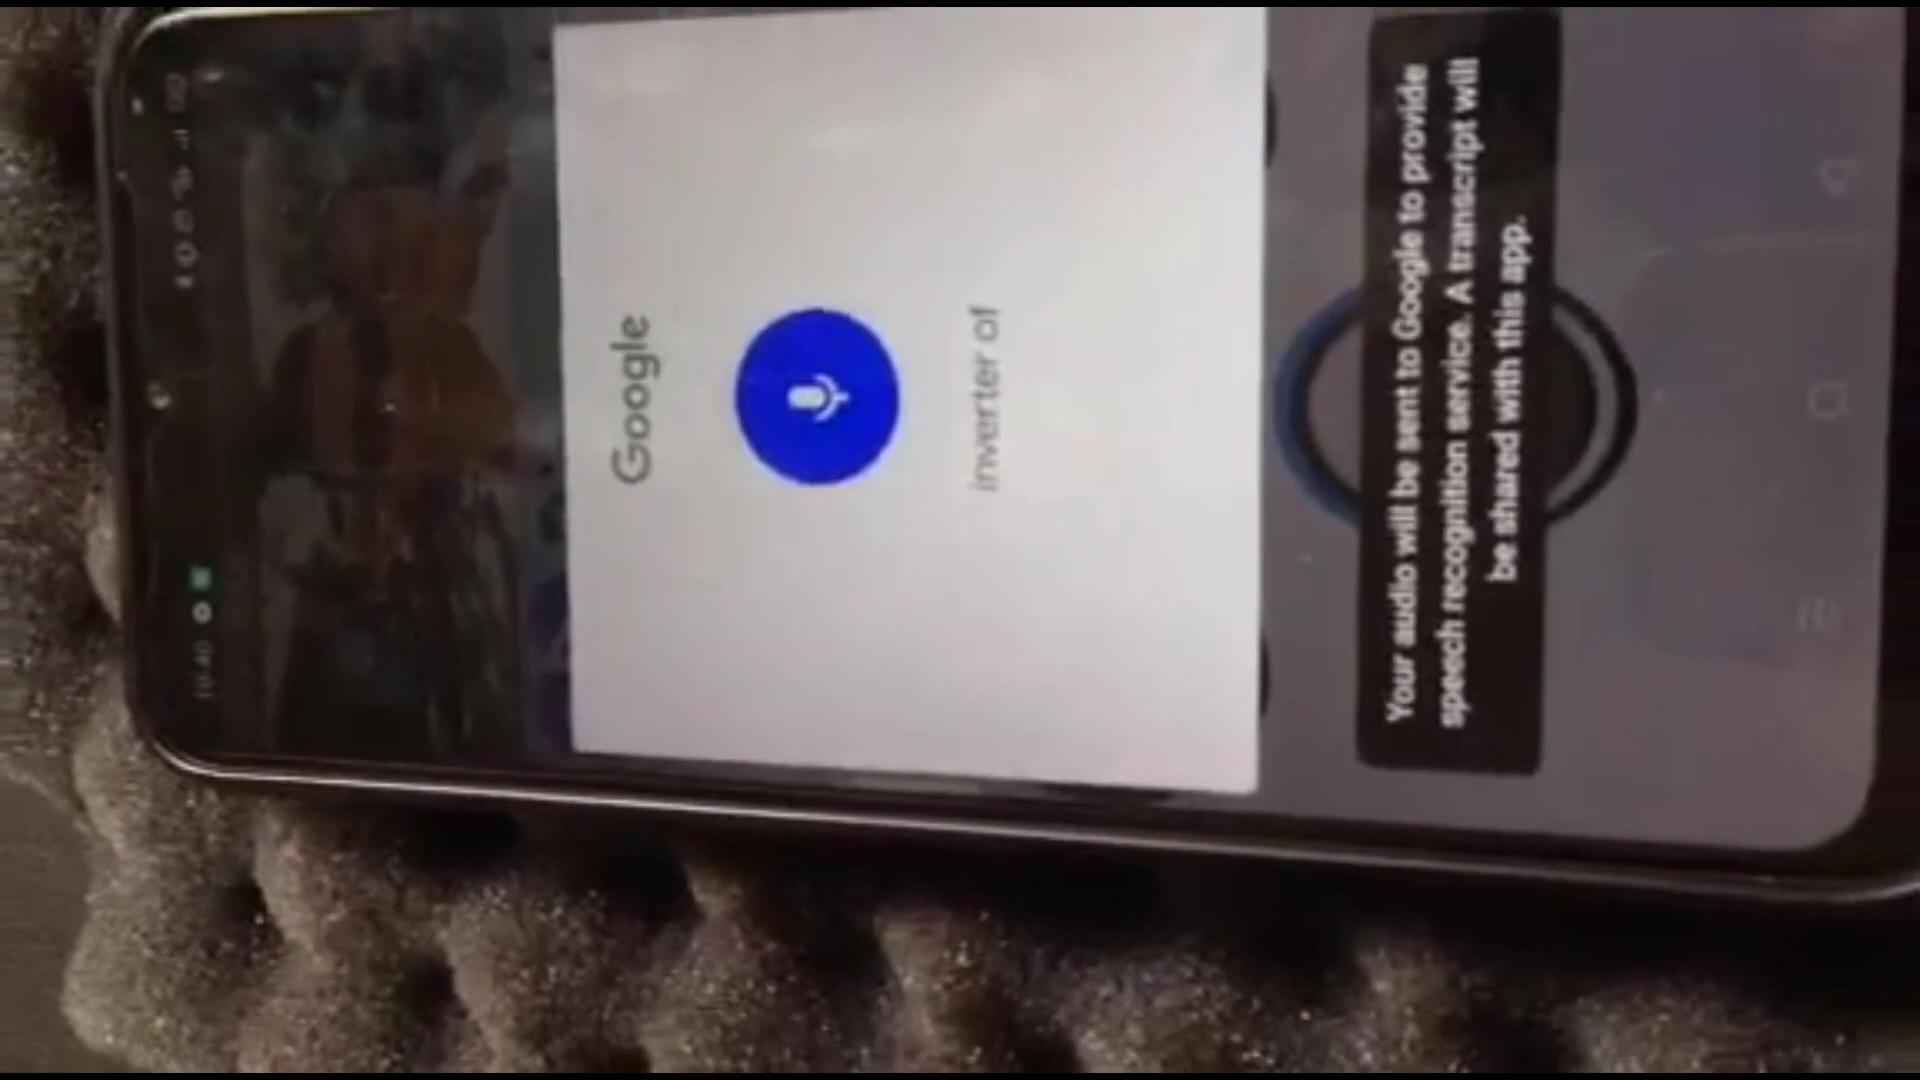 Google
inverter of
Your audio will be sent to Google to provide
speech recognition service. A transcript will
be shared with this app.